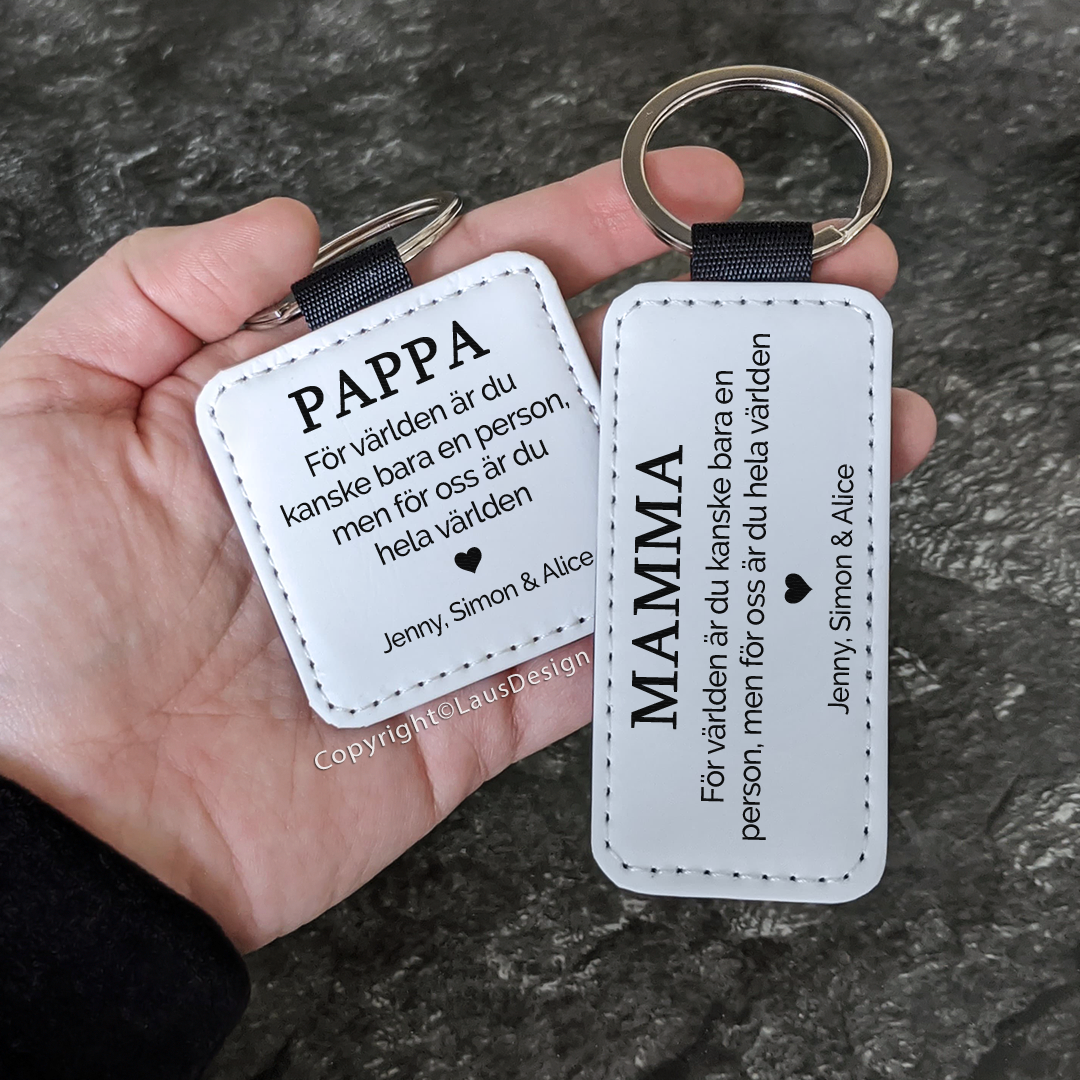 PAPPA
För världen är du
kanske bara en person,
men för oss är du
hela världen
Jenny, Simon & Alice
Copyright©LausDesign
MAMMA
För världen är du kanske bara en
person, men för oss är du hela världen
Jenny, Simon & Alice